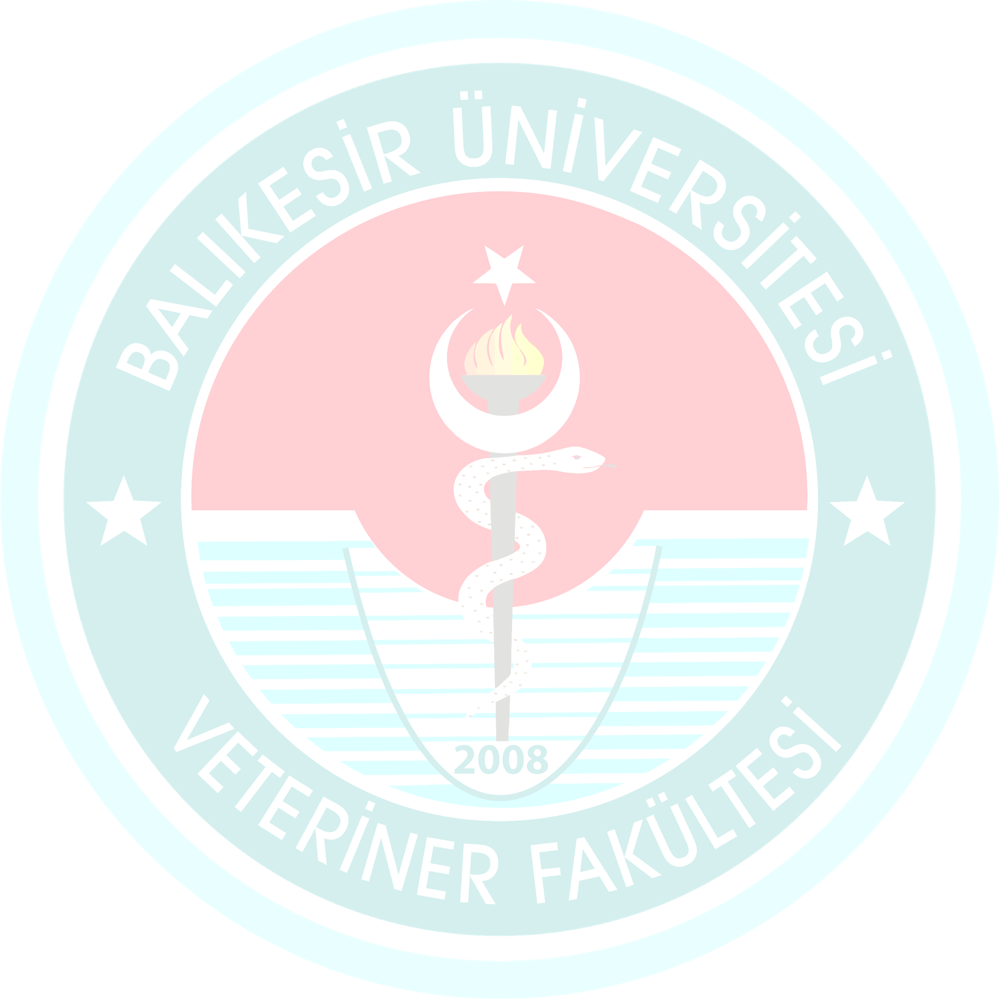 BALIKESİR ÜNİVERSİTESİ
2008
VETERİNER FAKÜLTESİ